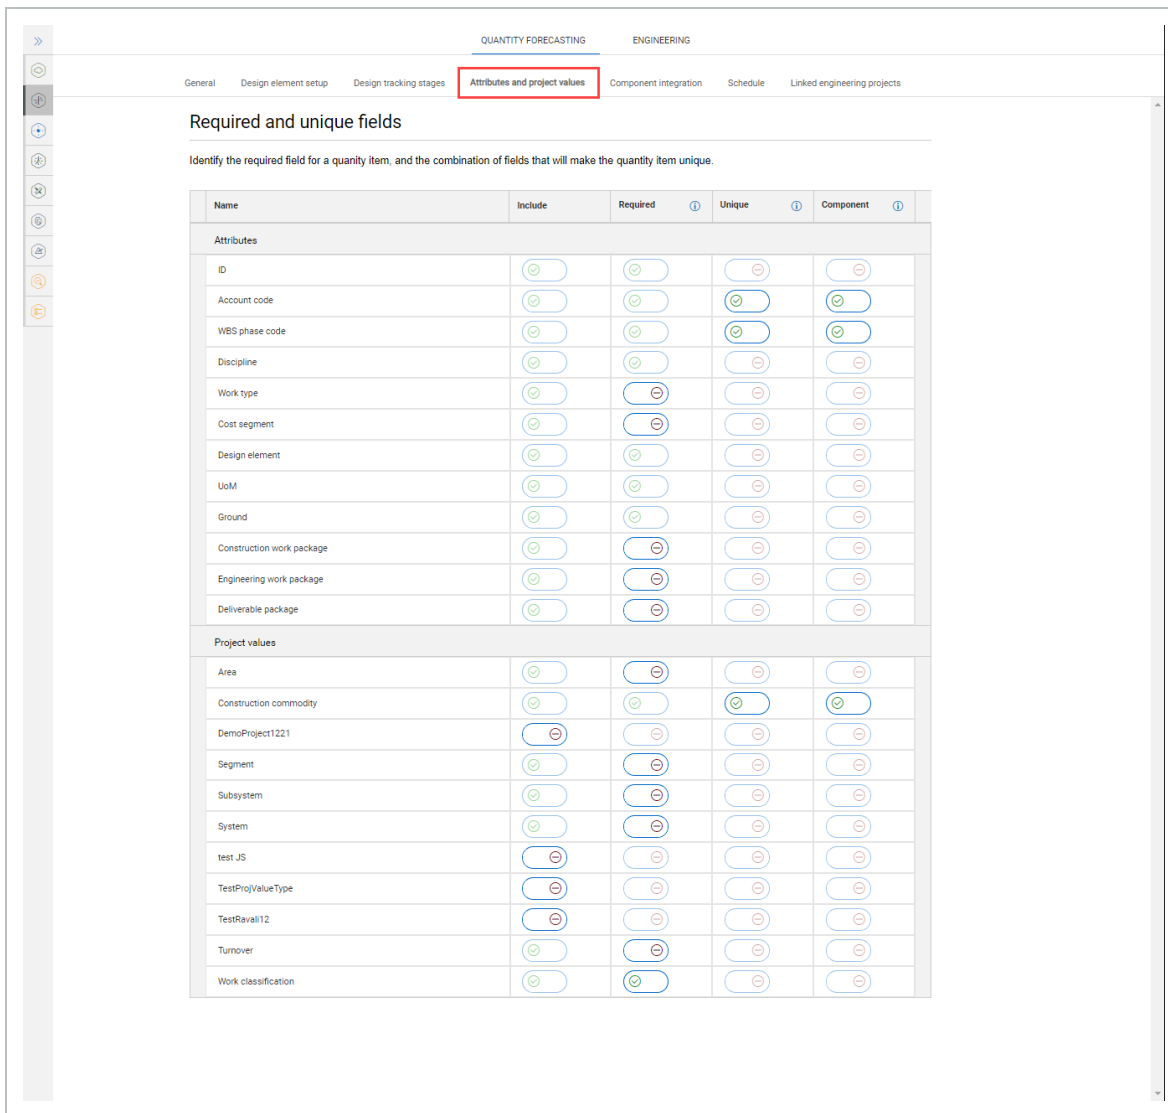 QUANTITY FORECASTING ENGINEERING
General Design element setup Design tracking stages Attributes and project values Component integration Schedule Linked engineering projects
Required and unique fields
Identify the required field for a quanity item, and the combination of fields that will make the quantity item unique.
Name Include Required Unique Component
Attributes
ID
Account code
WBS phase code
Discipline
Work type
Cost segment
Design element
UoM
Ground
Construction work package
Engineering work package
Deliverable package
Project values
Area
Construction commodity
DemoProject1221
Segment
Subsystem
System
test JS
TestProjValueType
TestRavali12
Turnover
Work classification